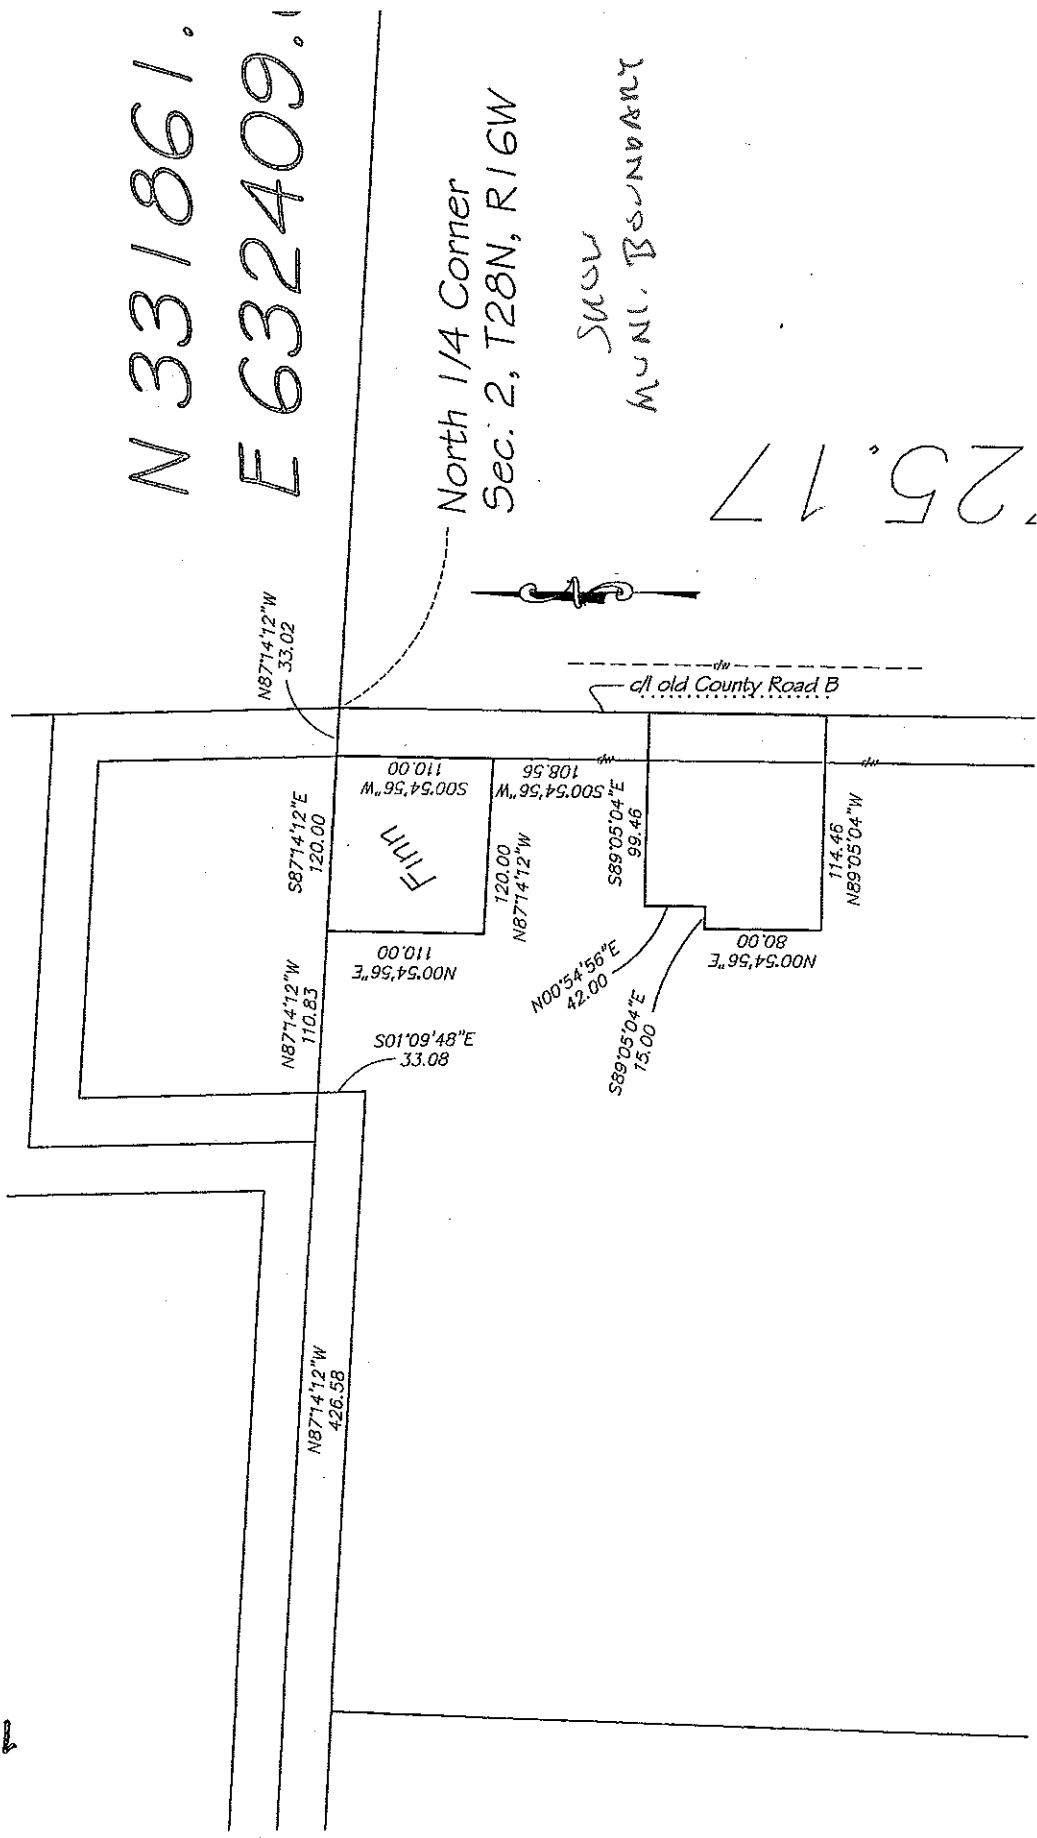 N 331861.
E 632409.
North 1/4 Corner
Sec. 2, T28N, R16W
SHOW
MUNI. BOUNDARY
25.17
N87°14'12"W
33.02
r/w
c/l old County Road B
S87°14'12"E
120.00
S00°54'56"W
110.00
Finn
S00°54'56"W
108.56
r/w
r/w
120.00
N87°14'12"W
N00°54'56"E
110.00
S89°05'04"E
99.46
114.46
N89°05'04"W
N00°54'56"E
80.00
N00°54'56"E
42.00
S89°05'04"E
15.00
N87°14'12"W
110.83
S01°09'48"E
33.08
N87°14'12"W
426.58